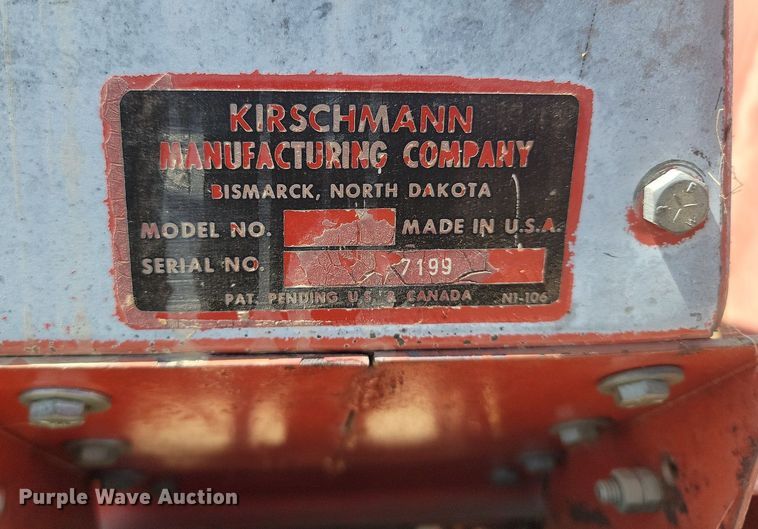 KIRSCHMANN
MANUFACTURING COMPANY
BISMARCK, NORTH DAKOTA
MODEL NO. MADE IN U.S.A.
SERIAL NO. 7199
PAT. PENDING U.S. & CANADA N1-106
Purple Wave Auction